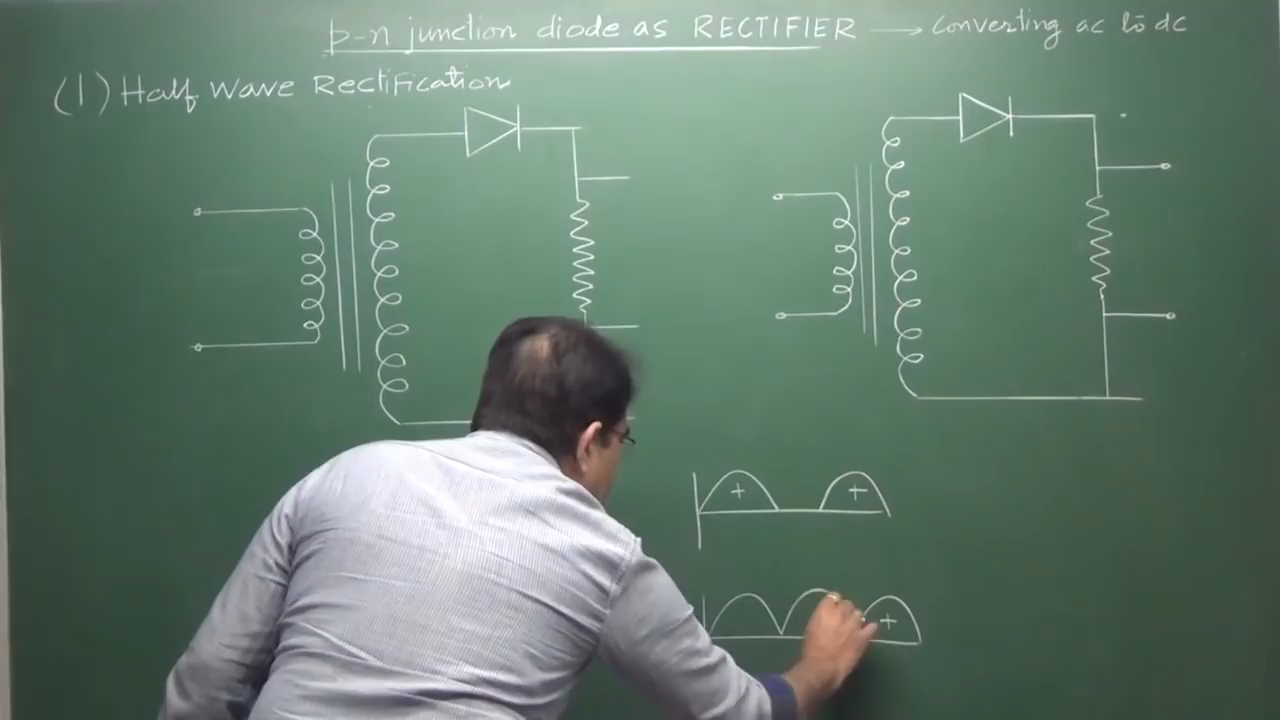 p-n junction diode as RECTIFIER → Converting ac to dc
(1) Half Wave Rectification
+ +
+